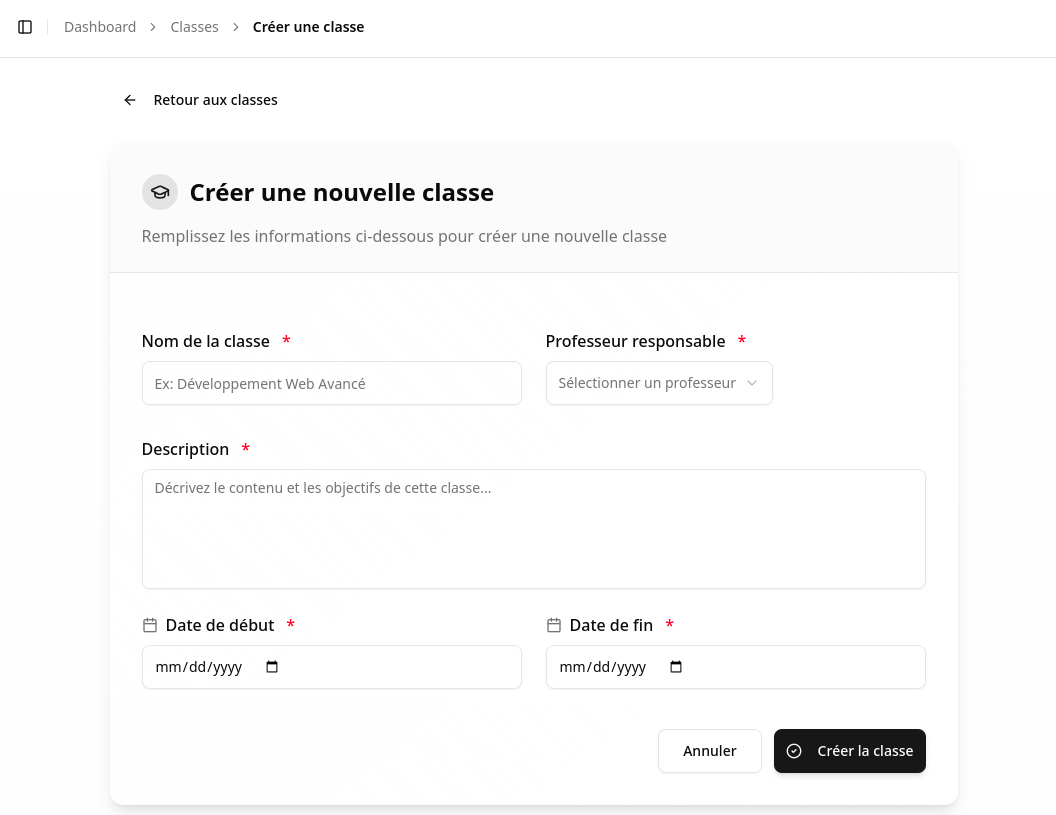 Dashboard > Classes > Créer une classe
Retour aux classes
Créer une nouvelle classe
Remplissez les informations ci-dessous pour créer une nouvelle classe
Nom de la classe * Professeur responsable *
Ex: Développement Web Avancé Sélectionner un professeur
Description *
Décrivez le contenu et les objectifs de cette classe...
Date de début * Date de fin *
mm/dd/yyyy mm/dd/yyyy
Annuler Créer la classe